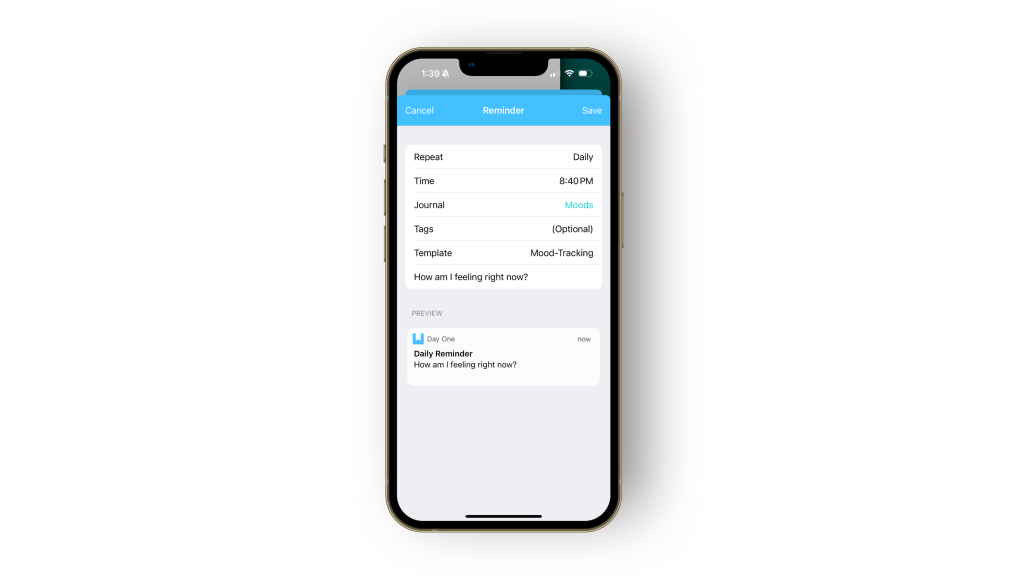 1:39
Cancel Reminder Save
Repeat Daily
Time 8:40 PM
Journal Moods
Tags (Optional)
Template Mood-Tracking
How am I feeling right now?
PREVIEW
Day One now
Daily Reminder
How am I feeling right now?